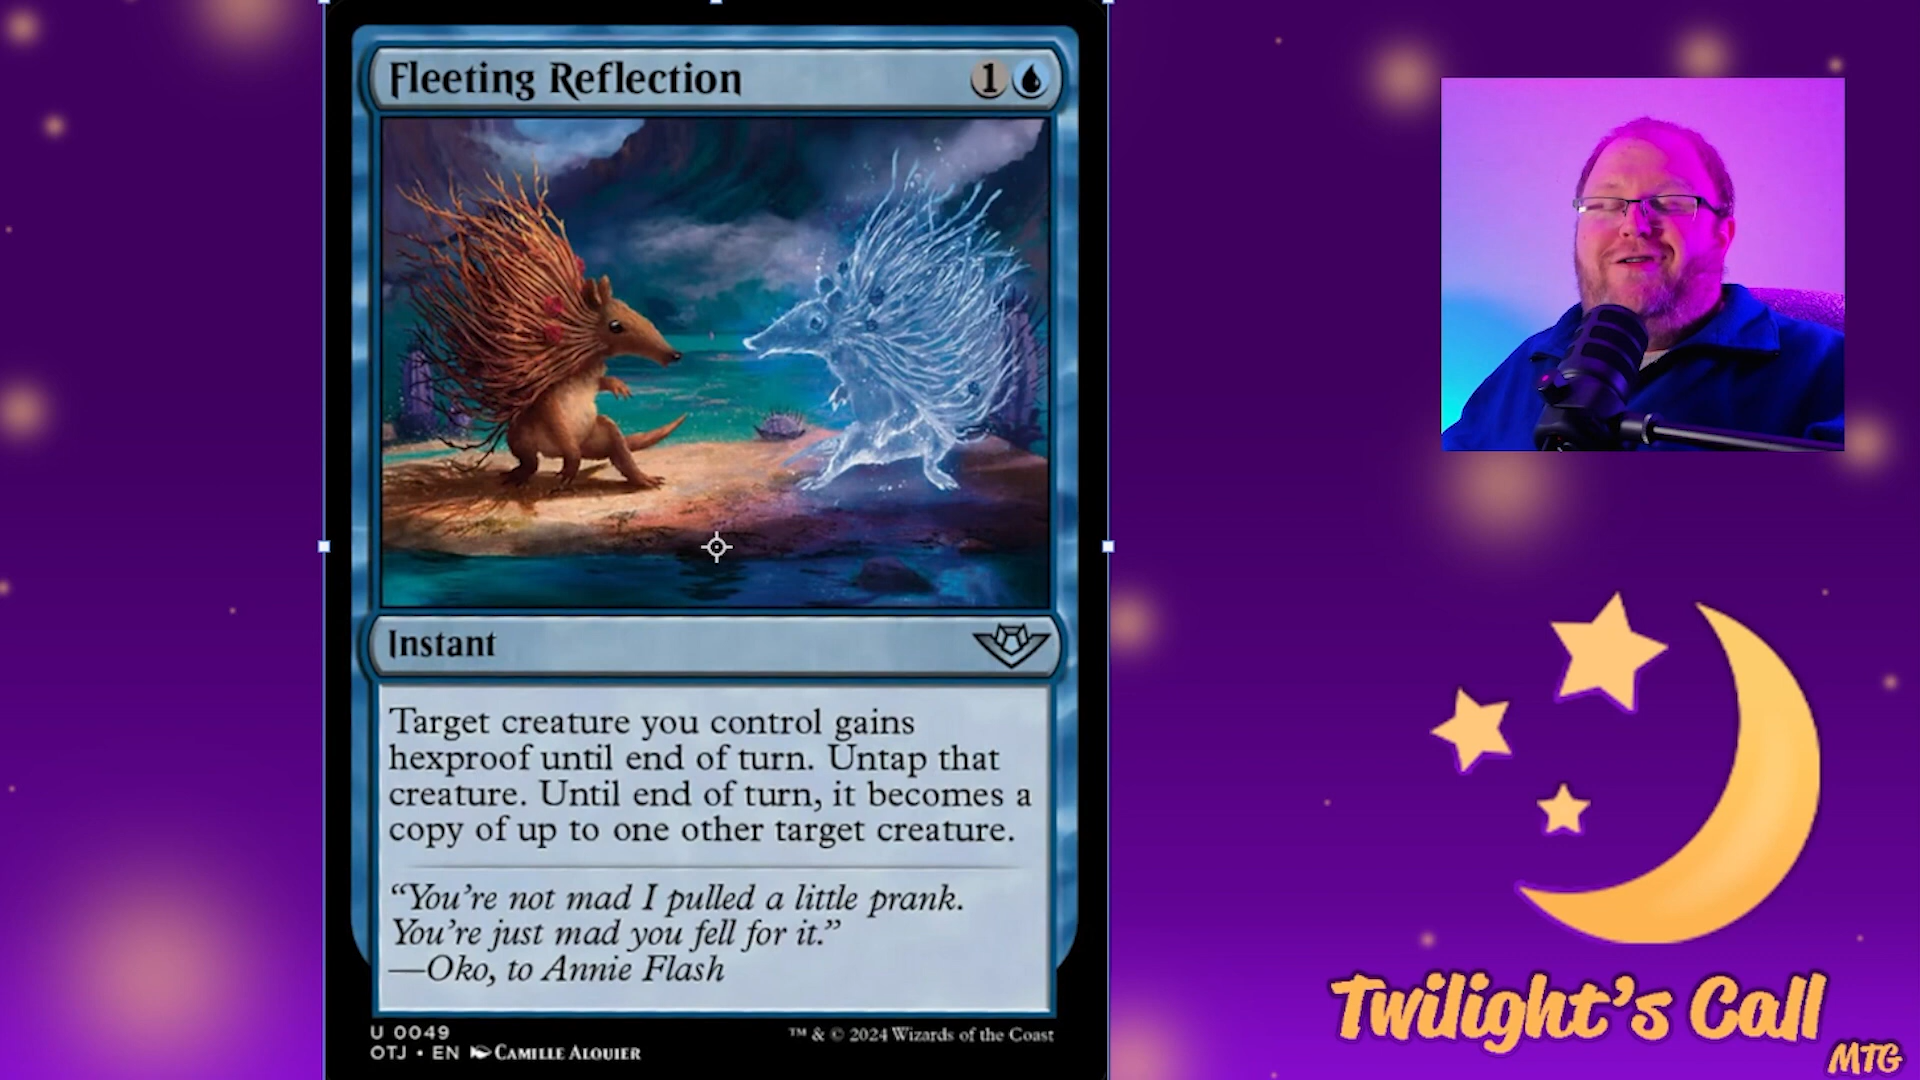 Fleeting Reflection 1
Instant
Target creature you control gains
hexproof until end of turn. Untap that
creature. Until end of turn, it becomes a
copy of up to one other target creature.
“You’re not mad I pulled a little prank.
You’re just mad you fell for it.”
—Oko, to Annie Flash
U 0049
OTJ • EN CAMILLE ALQUIER
™ & © 2024 Wizards of the Coast
Twilight's Call
MTG